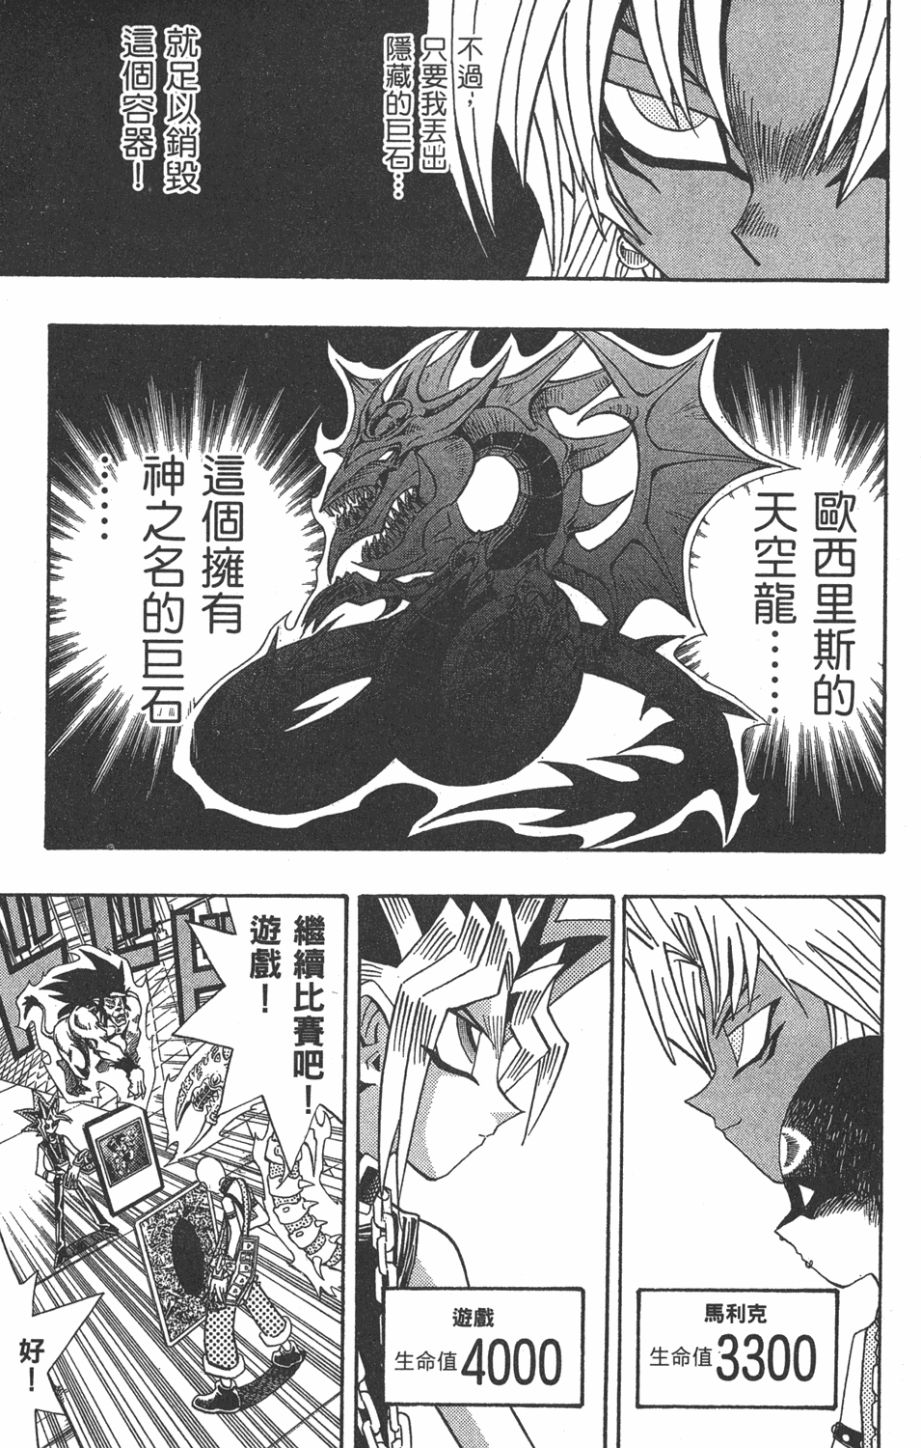 不過，
只要我丟出
隱藏的巨石…
就足以銷毀
這個容器！
歐西里斯的
天空龍……
這個擁有
神之名的巨石
……
馬利克
生命值3300
遊戲
生命值4000
繼續比賽吧！
遊戲！
好！